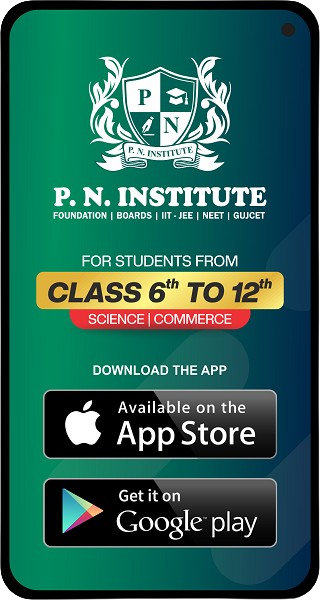 P
N
P. N. INSTITUTE
P. N. INSTITUTE
FOUNDATION | BOARDS | IIT - JEE | NEET | GUJCET
FOR STUDENTS FROM
CLASS 6th TO 12th
SCIENCE | COMMERCE
DOWNLOAD THE APP
Available on the
App Store
Get it on
Google play